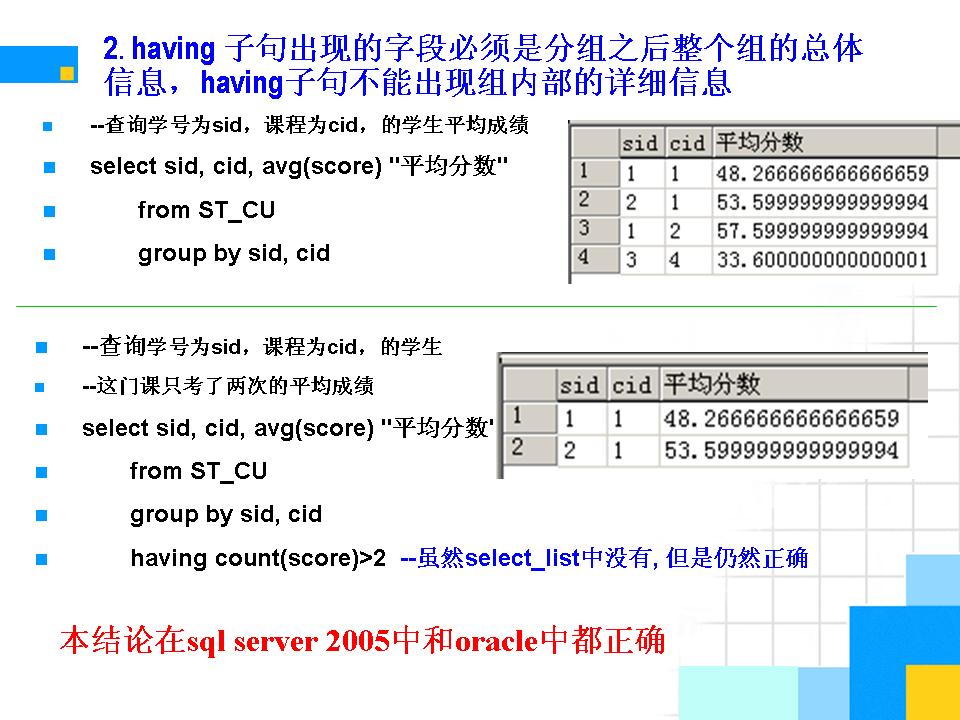 2. having 子句出现的字段必须是分组之后整个组的总体
信息，having子句不能出现组内部的详细信息
--查询学号为sid，课程为cid，的学生平均成绩
select sid, cid, avg(score) "平均分数"
from ST_CU
group by sid, cid
sid cid 平均分数
1 1 1 48.266666666666659
2 2 1 53.599999999999994
3 1 2 57.599999999999994
4 3 4 33.600000000000001
--查询学号为sid，课程为cid，的学生
--这门课只考了两次的平均成绩
select sid, cid, avg(score) "平均分数'
from ST_CU
group by sid, cid
having count(score)>2 --虽然select_list中没有, 但是仍然正确
sid cid 平均分数
1 1 1 48.266666666666659
2 2 1 53.599999999999994
本结论在sql server 2005中和oracle中都正确